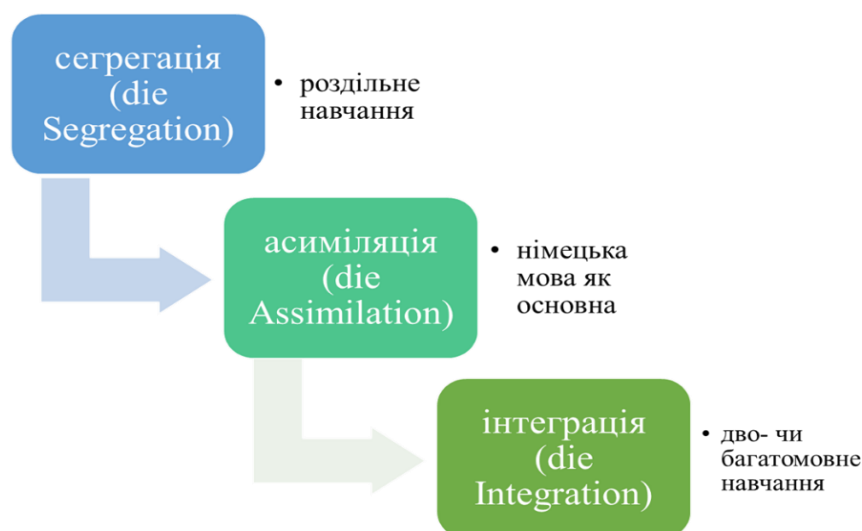 сегрегація
(die
Segregation)
• роздільне
навчання
асиміляція
(die
Assimilation)
• німецька
мова як
основна
інтеграція
(die
Integration)
• дво- чи
багатомовне
навчання